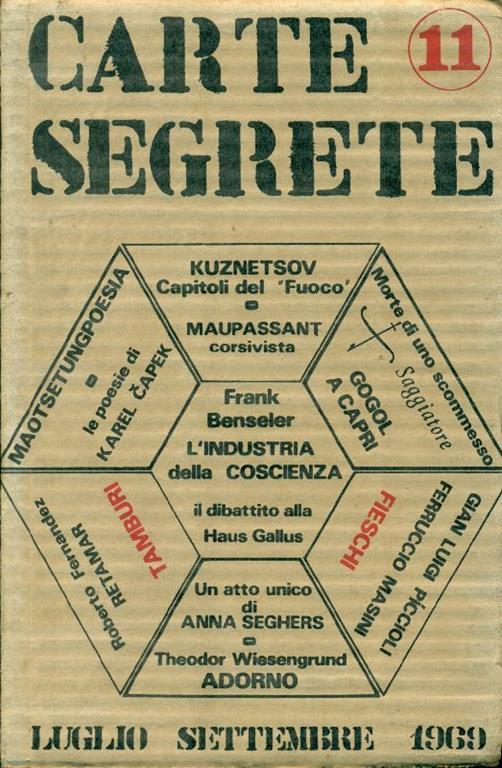 CARTE
11
SEGRETE
KUZNETSOV
Capitoli del "Fuoco"
-
MAUPASSANT
corsivista
MAOTSETUNGPOESIA
-
le poesie di
KAREL ČAPEK
Morte di uno scommesso
Saggiatore
GOGOL
A CAPRI
Frank
Benseler
L'INDUSTRIA
della COSCIENZA
il dibattito alla
Haus Gallus
TAMBURI
Roberto Fernandez
RETAMAR
FIESCHI
FERRUCCIO MASINI
GIAN LUIGI PICCIOLI
Un atto unico
di
ANNA SEGHERS
-
Theodor Wiesengrund
ADORNO
LUGLIO SETTEMBRE 1969